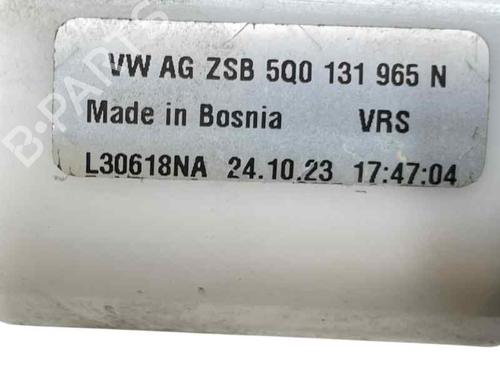 VW AG ZSB 5Q0 131 965 N
Made in Bosnia VRS
L30618NA 24.10.23 17:47:04
B-PARTS